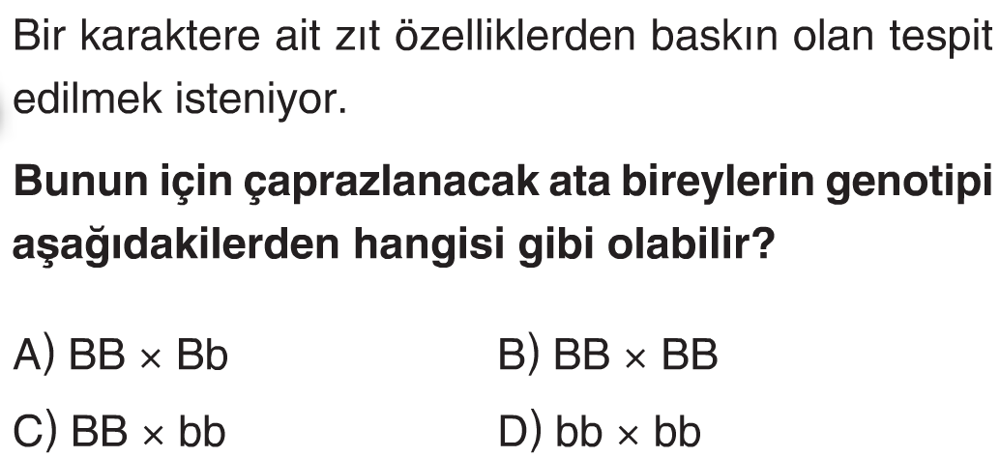 Bir karaktere ait zıt özelliklerden baskın olan tespit
edilmek isteniyor.
Bunun için çaprazlanacak ata bireylerin genotipi
aşağıdakilerden hangisi gibi olabilir?
A) BB × Bb B) BB × BB
C) BB × bb D) bb × bb